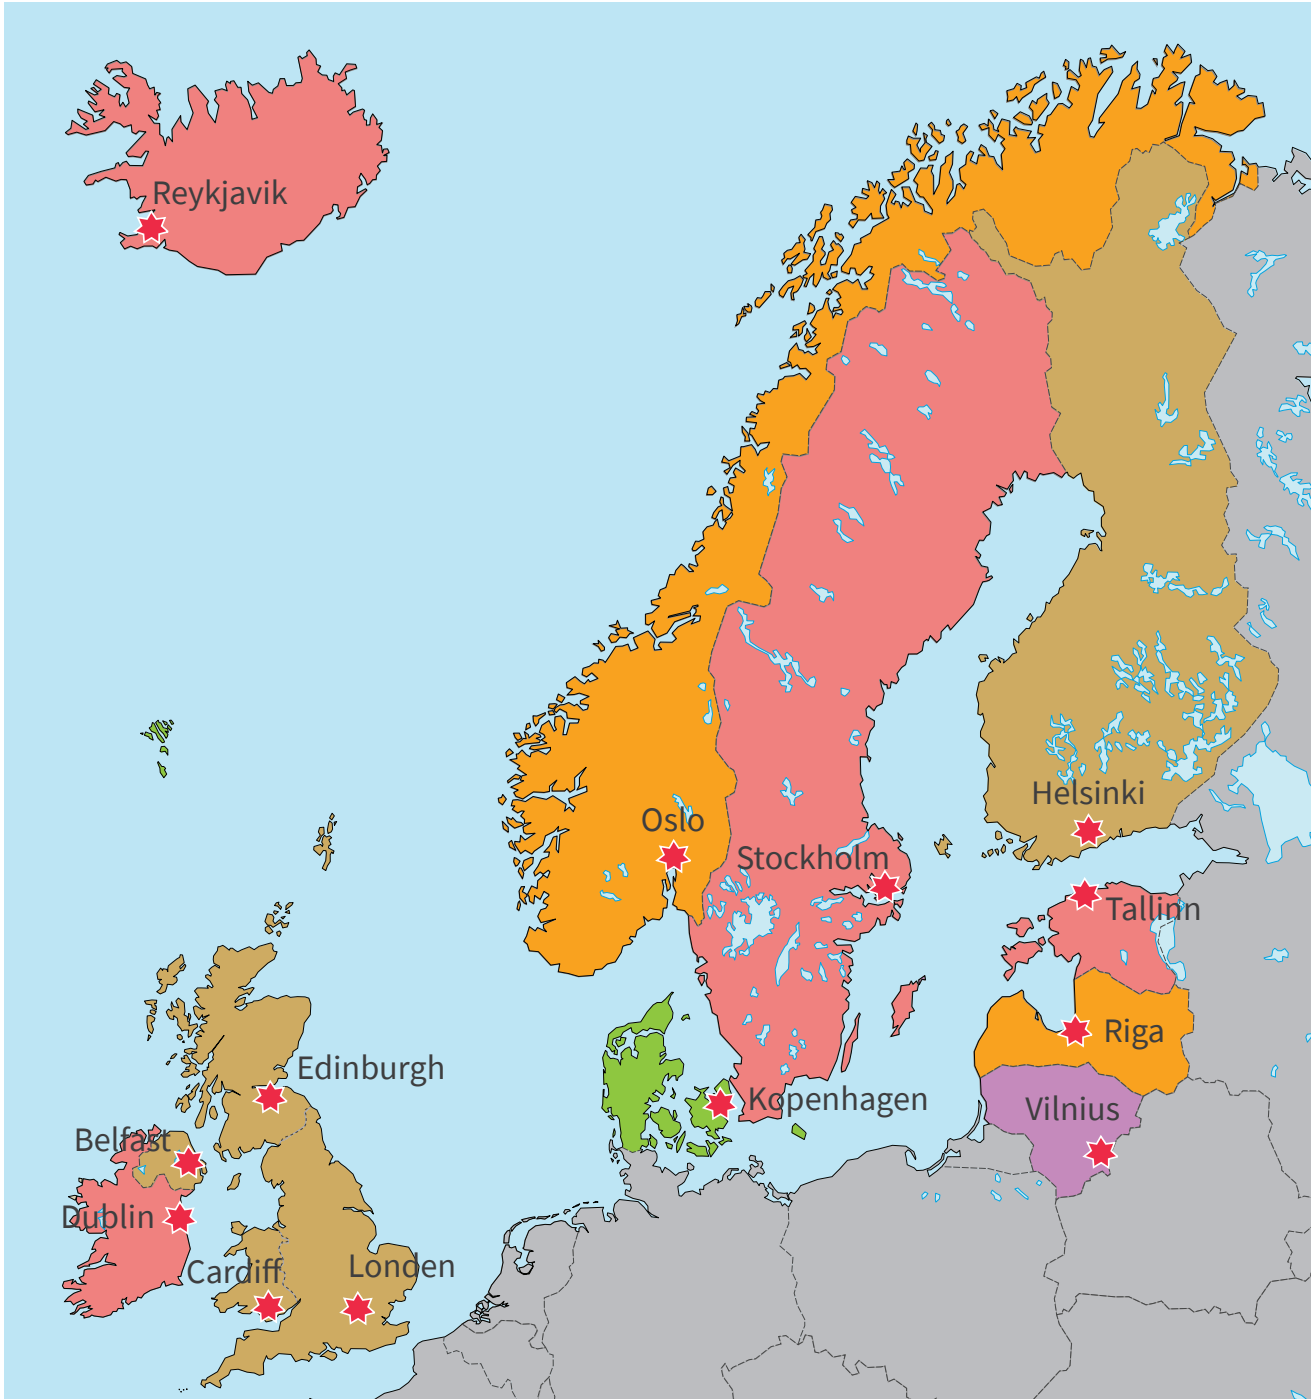 Reykjavik
Helsinki
Oslo
Stockholm
Tallinn
Riga
Edinburgh
Kopenhagen
Vilnius
Belfast
Dublin
Cardiff
Londen